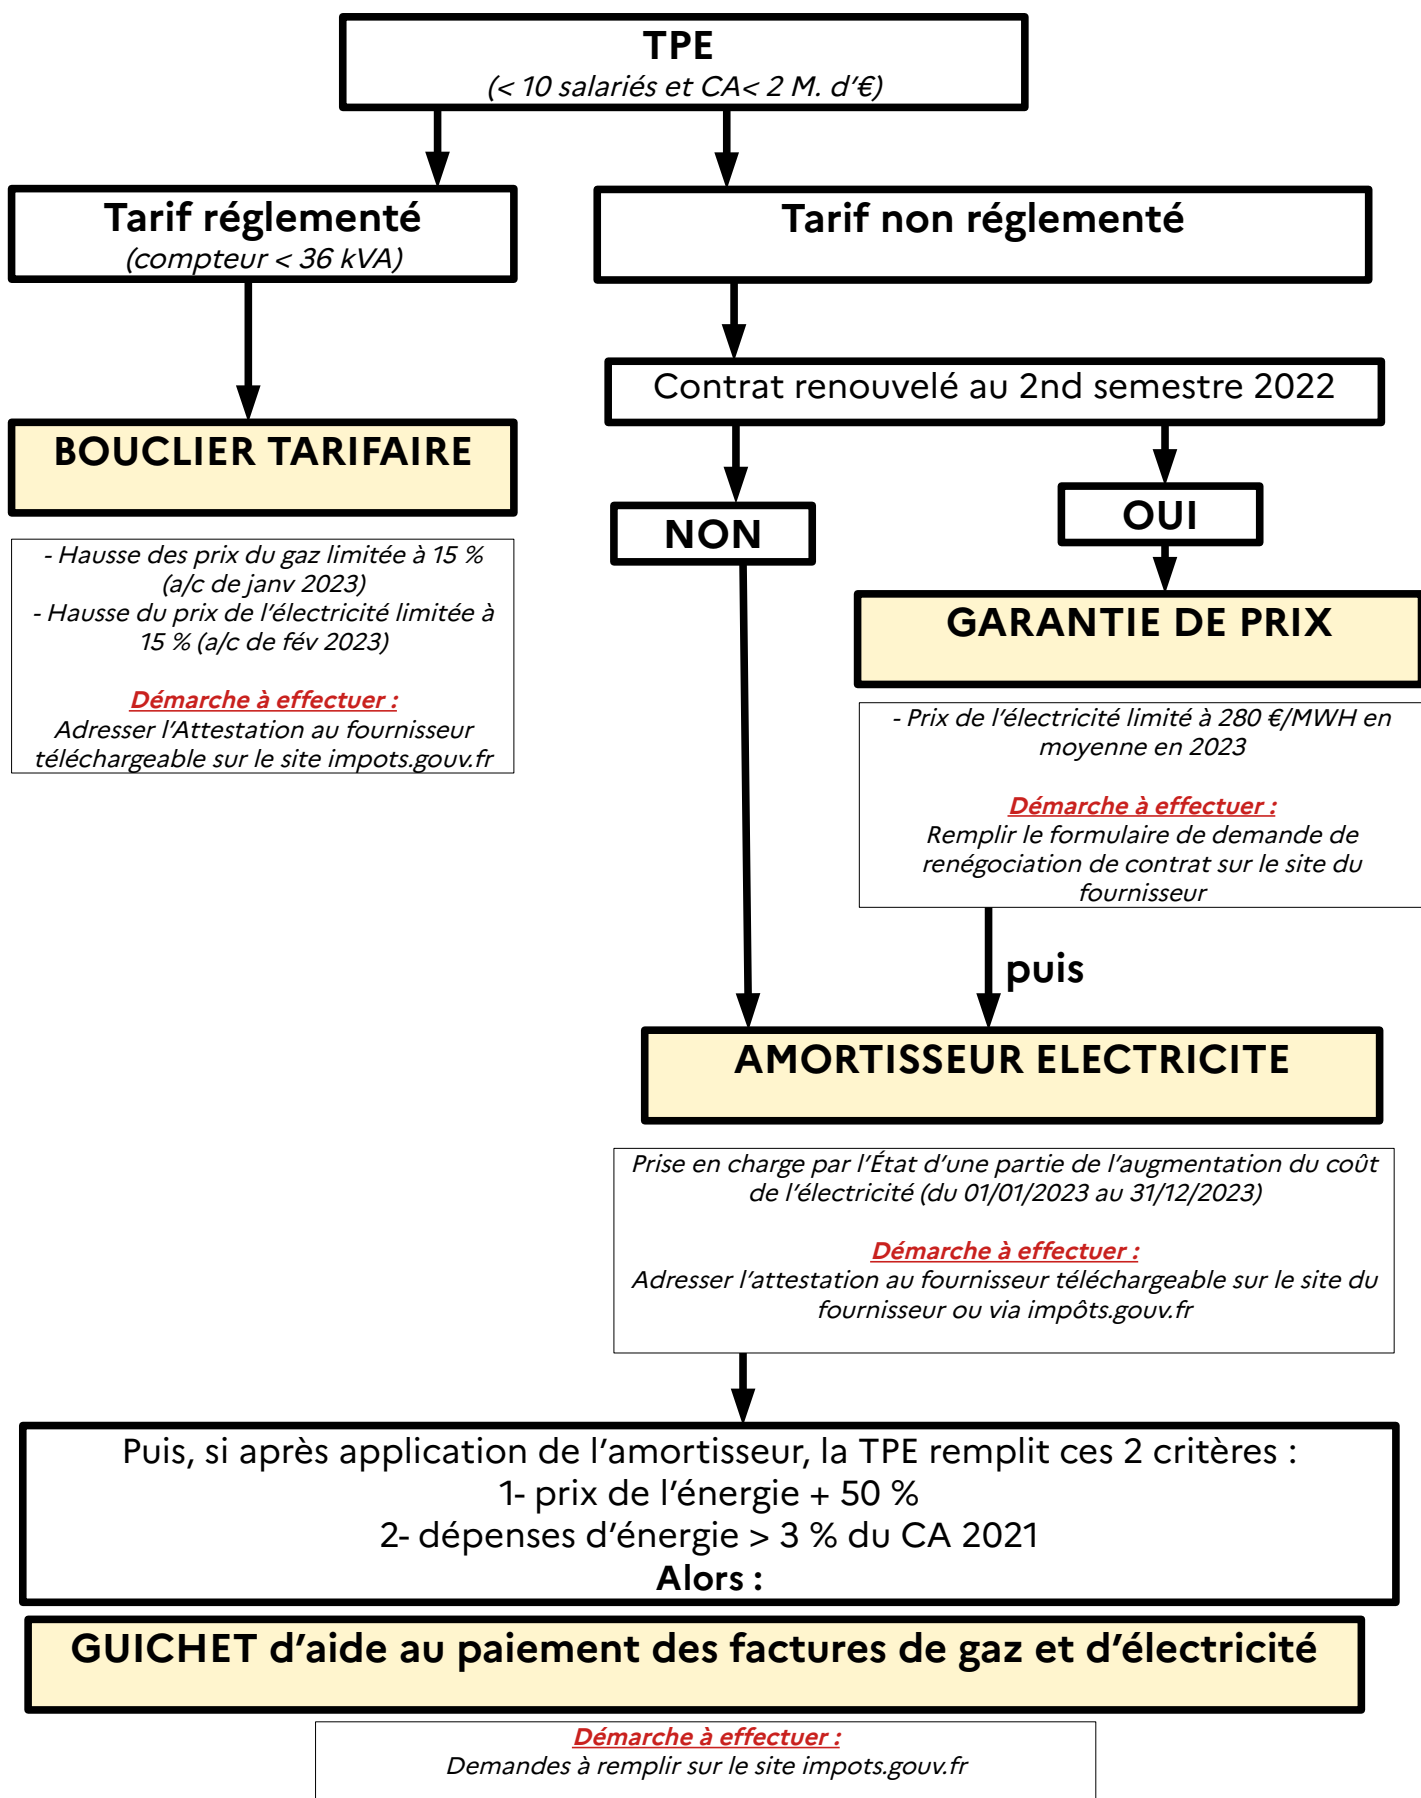 TPE
(< 10 salariés et CA< 2 M. d’€)
Tarif réglementé
(compteur < 36 kVA)
Tarif non réglementé
Contrat renouvelé au 2nd semestre 2022
BOUCLIER TARIFAIRE
NON
OUI
- Hausse des prix du gaz limitée à 15 %
(a/c de janv 2023)
- Hausse du prix de l’électricité limitée à
15 % (a/c de fév 2023)
Démarche à effectuer :
Adresser l’Attestation au fournisseur
téléchargeable sur le site impots.gouv.fr
GARANTIE DE PRIX
- Prix de l’électricité limité à 280 €/MWH en
moyenne en 2023
Démarche à effectuer :
Remplir le formulaire de demande de
renégociation de contrat sur le site du
fournisseur
puis
AMORTISSEUR ELECTRICITE
Prise en charge par l’État d’une partie de l’augmentation du coût
de l’électricité (du 01/01/2023 au 31/12/2023)
Démarche à effectuer :
Adresser l’attestation au fournisseur téléchargeable sur le site du
fournisseur ou via impôts.gouv.fr
Puis, si après application de l’amortisseur, la TPE remplit ces 2 critères :
1- prix de l’énergie + 50 %
2- dépenses d’énergie > 3 % du CA 2021
Alors :
GUICHET d’aide au paiement des factures de gaz et d’électricité
Démarche à effectuer :
Demandes à remplir sur le site impots.gouv.fr